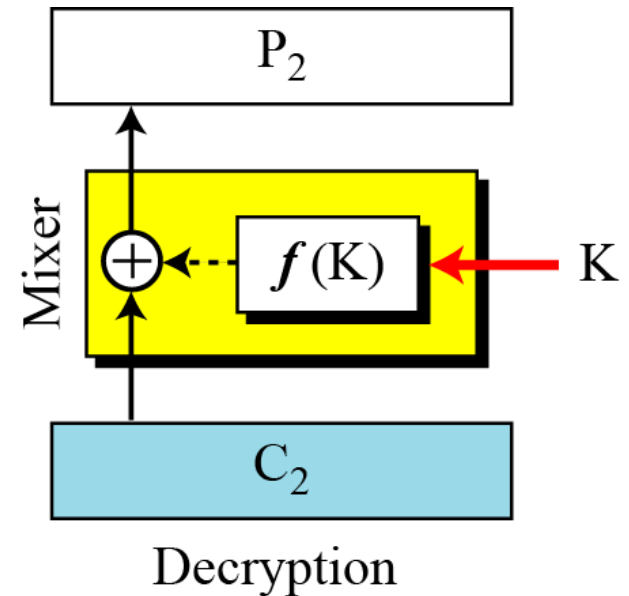 P₂
Mixer
+
f(K)
K
C₂
Decryption